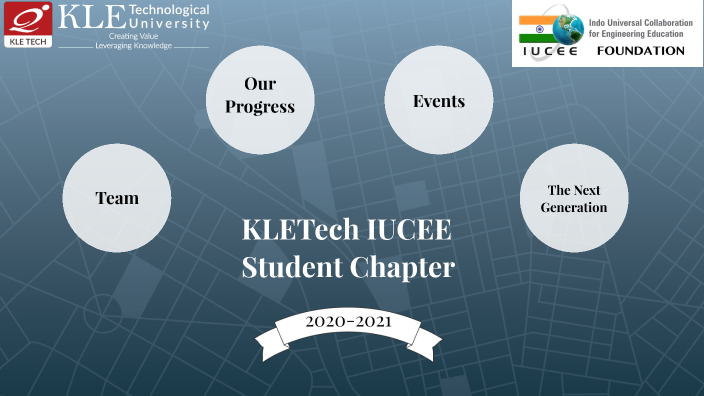 KLE Technological
University
Creating Value
Leveraging Knowledge
KLE TECH
Indo Universal Collaboration
for Engineering Education
IUCEE FOUNDATION
Our
Progress
Events
Team
The Next
Generation
KLETech IUCEE
Student Chapter
2020-2021